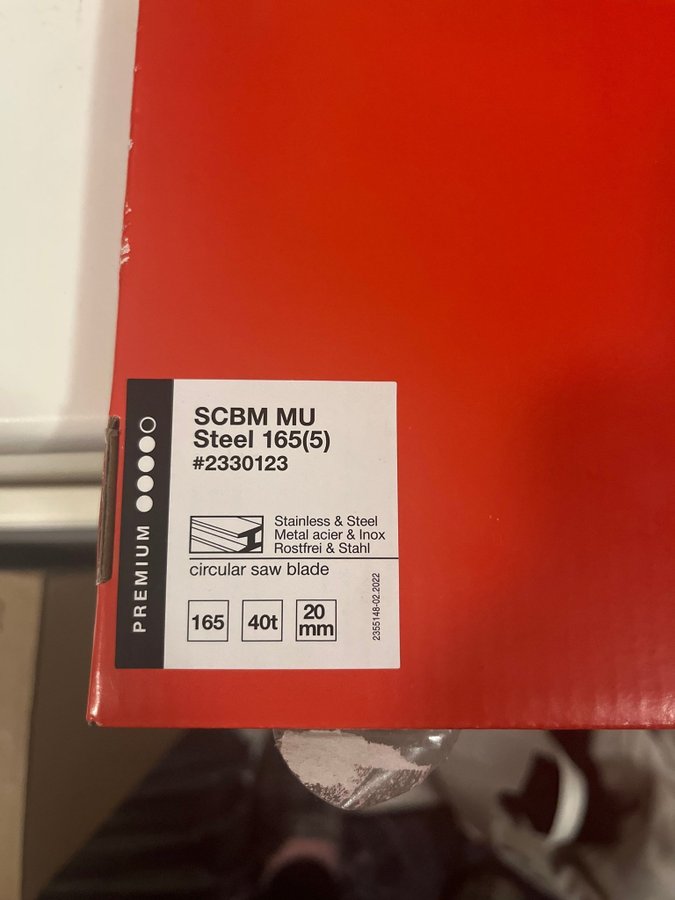 SCBM MU
Steel 165(5)
#2330123
PREMIUM
Stainless & Steel
Metal acier & Inox
Rostfrei & Stahl
circular saw blade
165
40t
20
mm
2355148-02.2022